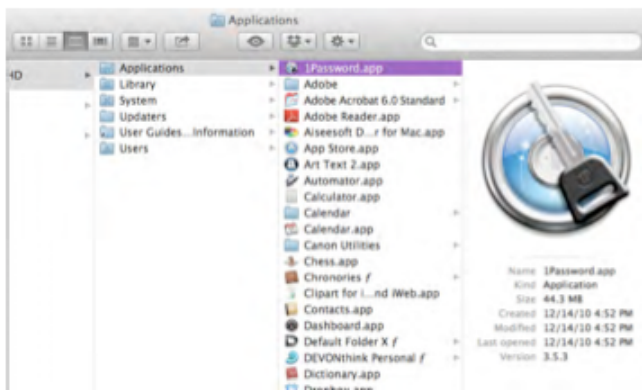 Applications
HD
Applications
Library
System
Updaters
User Guides...Information
Users
1Password.app
Adobe
Adobe Acrobat 6.0 Standard
Adobe Reader.app
Aiseesoft D...r for Mac.app
App Store.app
Art Text 2.app
Automator.app
Calculator.app
Calendar
Calendar.app
Canon Utilities
Chess.app
Chronories ƒ
Clipart for i...nd iWeb.app
Contacts.app
Dashboard.app
Default Folder X ƒ
DEVONthink Personal ƒ
Dictionary.app
Dropbox.app
Name 1Password.app
Kind Application
Size 44.3 MB
Created 12/14/10 4:52 PM
Modified 12/14/10 4:52 PM
Last opened 12/14/10 4:52 PM
Version 3.5.3